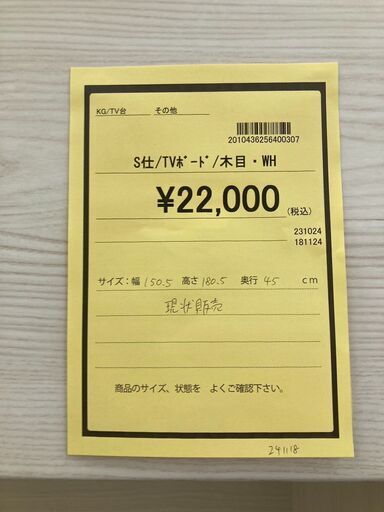 KG/TV台 その他
2010436256400307
S仕/TVﾎﾞｰﾄﾞ/木目・WH
¥22,000(税込)
231024
181124
サイズ:幅 150.5 高さ 180.5 奥行 45 cm
現状販売
商品のサイズ、状態を よくご確認下さい。
241118